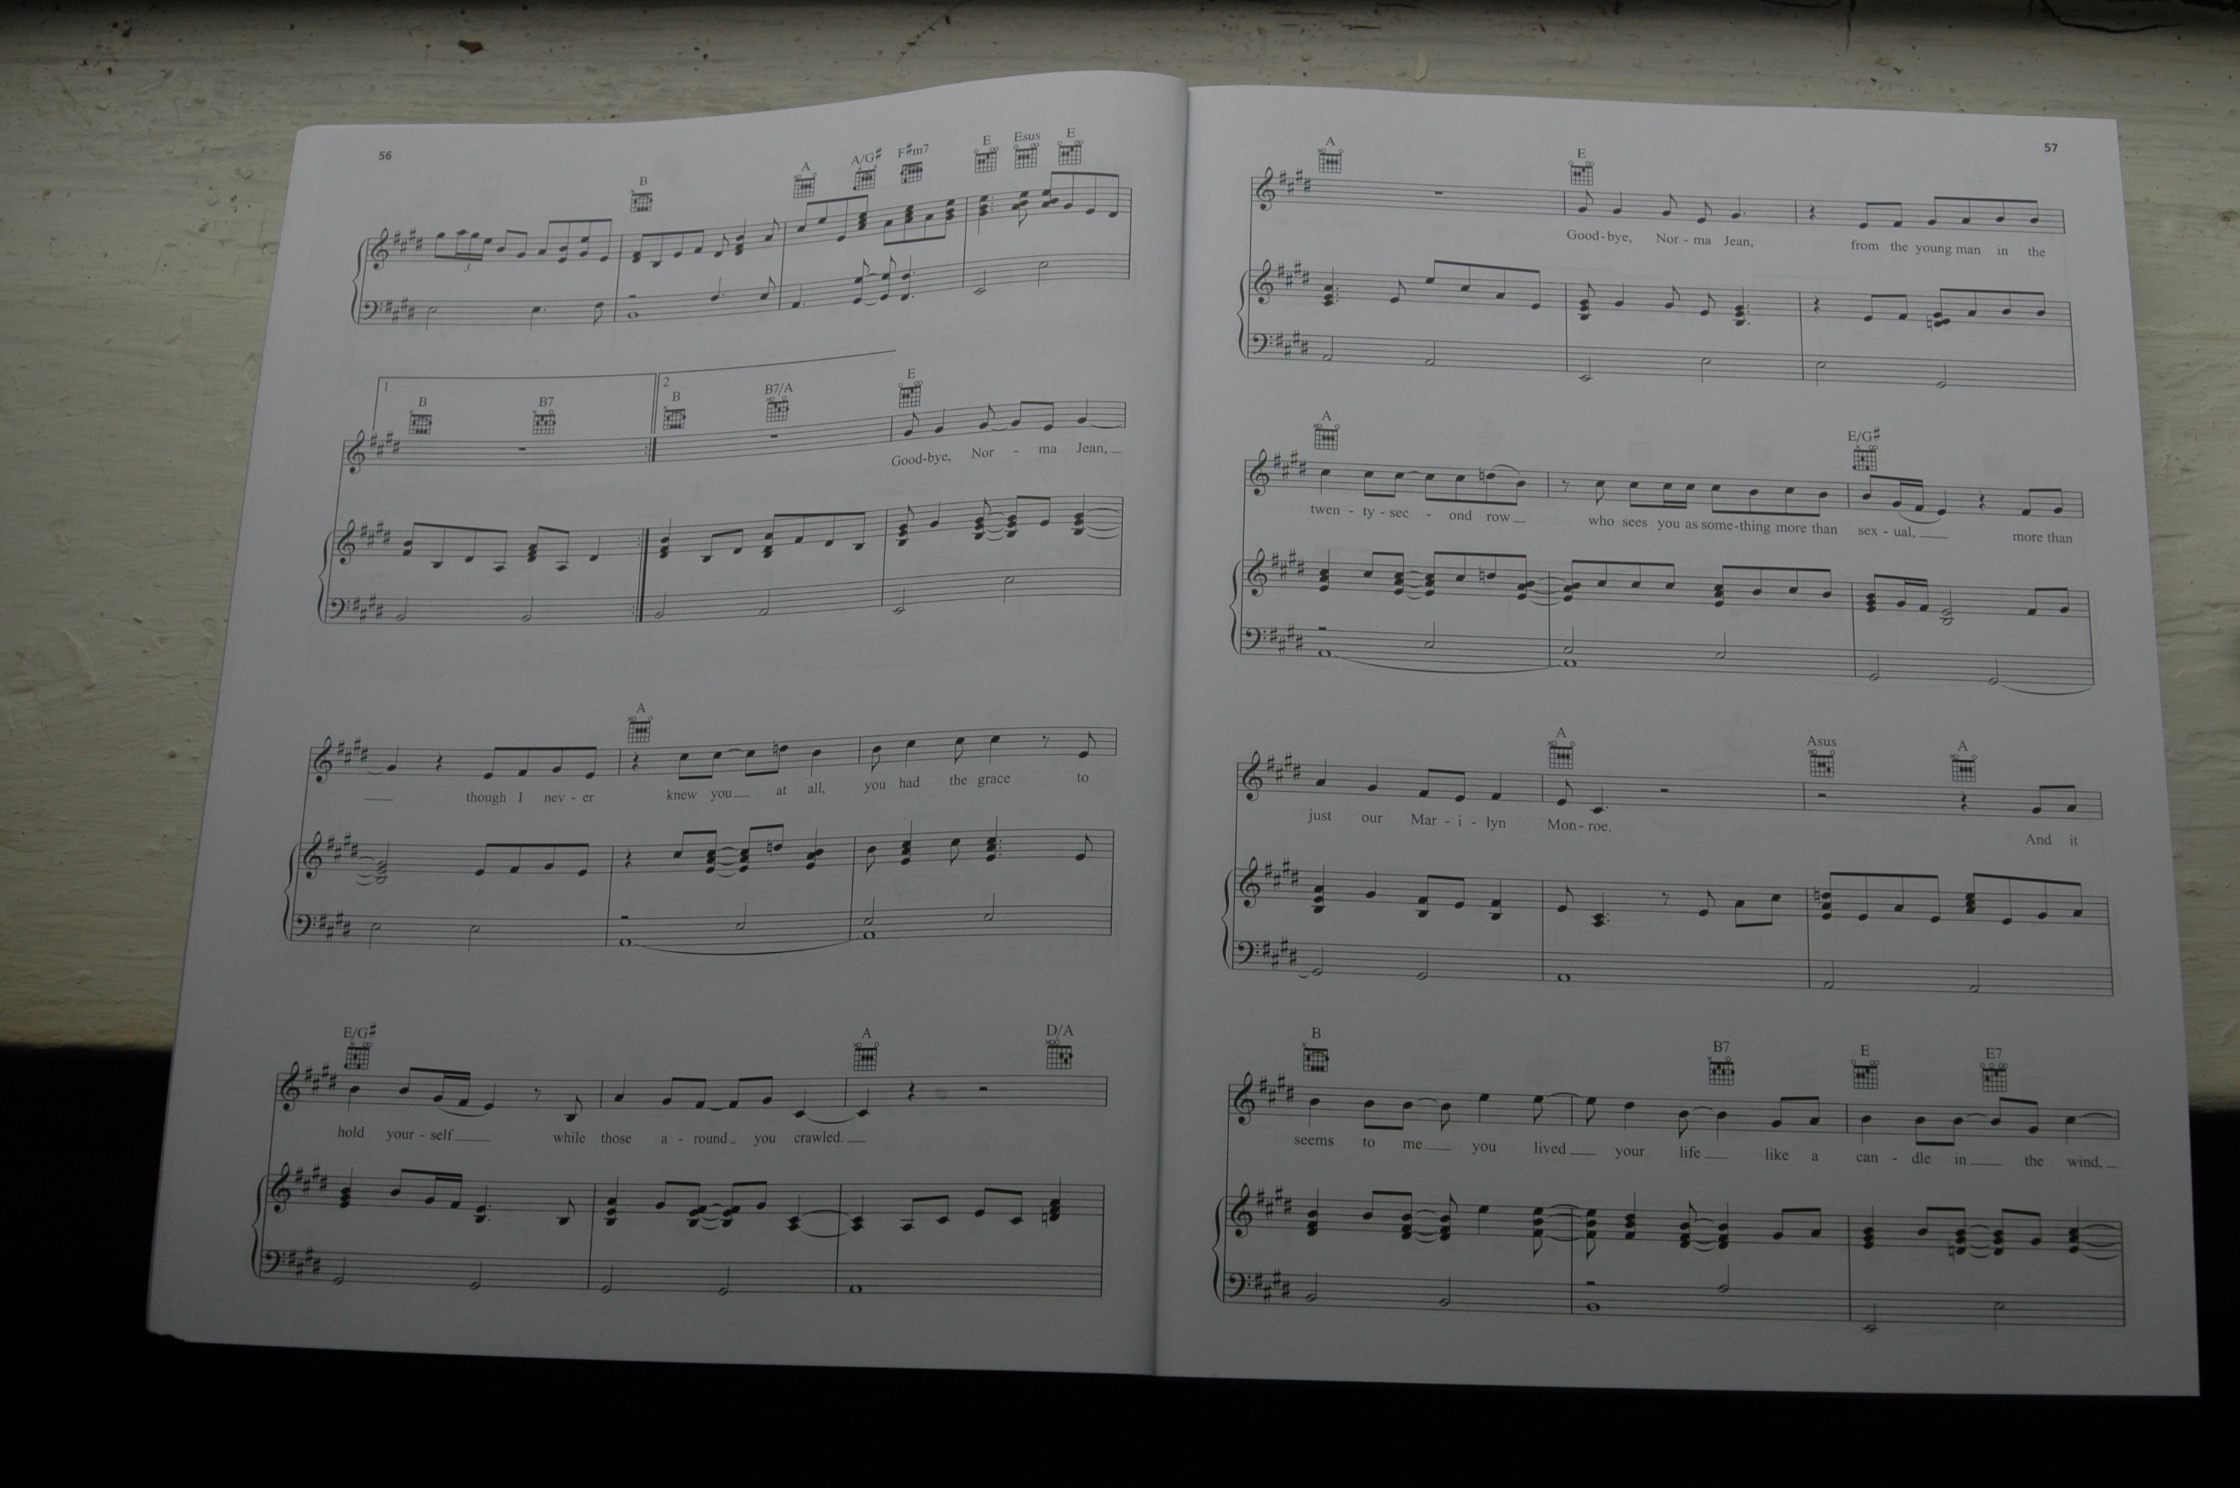 56
B A A/G♯ F♯m7 E Esus E
3
1 2
B B7 B B7/A E
Good-bye, Nor - ma Jean,
A
though I nev - er knew you at all, you had the grace to
E/G♯ A D/A
hold your - self while those a - round you crawled.
57
A E
Good-bye, Nor - ma Jean, from the young man in the
A E/G♯
twen - ty - sec - ond row who sees you as some-thing more than sex - ual, more than
A Asus A
just our Mar - i - lyn Mon - roe. And it
B B7 E E7
seems to me you lived your life like a can - dle in the wind,